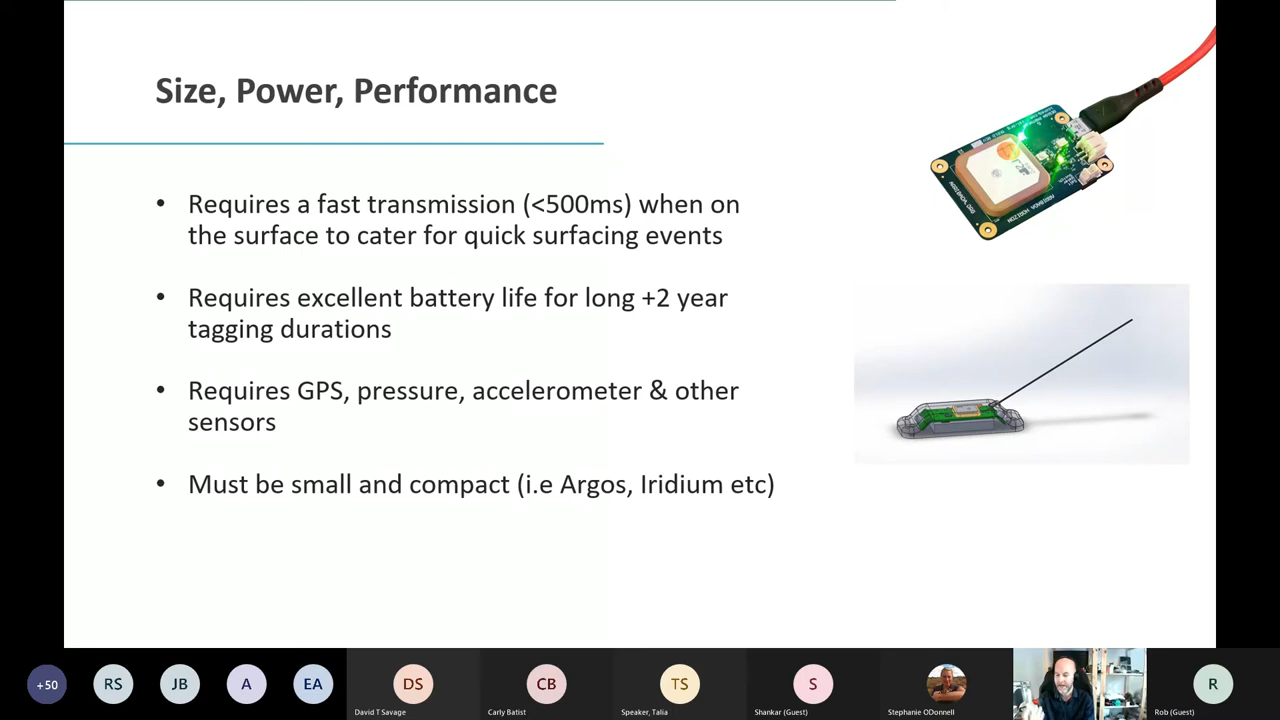 Size, Power, Performance
• Requires a fast transmission (<500ms) when on
the surface to cater for quick surfacing events
• Requires excellent battery life for long +2 year
tagging durations
• Requires GPS, pressure, accelerometer & other
sensors
• Must be small and compact (i.e Argos, Iridium etc)
ARRIBADA HORIZON
+50
RS
JB
A
EA
DS
CB
TS
S
R
David T Savage
Carly Batist
Speaker, Talia
Shankar (Guest)
Stephanie ODonnell
Rob (Guest)